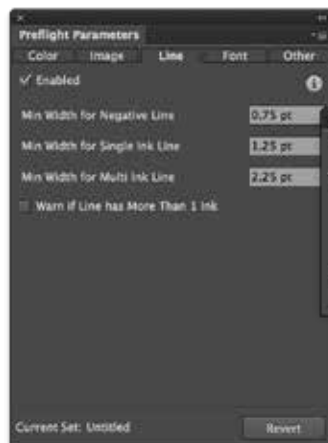 Preflight Parameters
Color Image Line Font Other
Enabled
Min Width for Negative Line 0.75 pt
Min Width for Single Ink Line 1.25 pt
Min Width for Multi Ink Line 2.25 pt
Warn if Line has More Than 1 Ink
Current Set: Untitled Revert